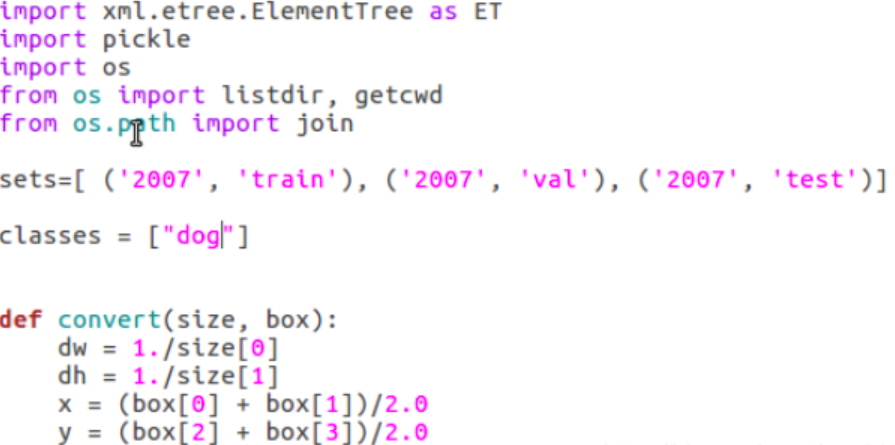 import xml.etree.ElementTree as ET
import pickle
import os
from os import listdir, getcwd
from os.path import join
sets=[ ('2007', 'train'), ('2007', 'val'), ('2007', 'test')]
classes = ["dog"]
def convert(size, box):
    dw = 1./size[0]
    dh = 1./size[1]
    x = (box[0] + box[1])/2.0
    y = (box[2] + box[3])/2.0